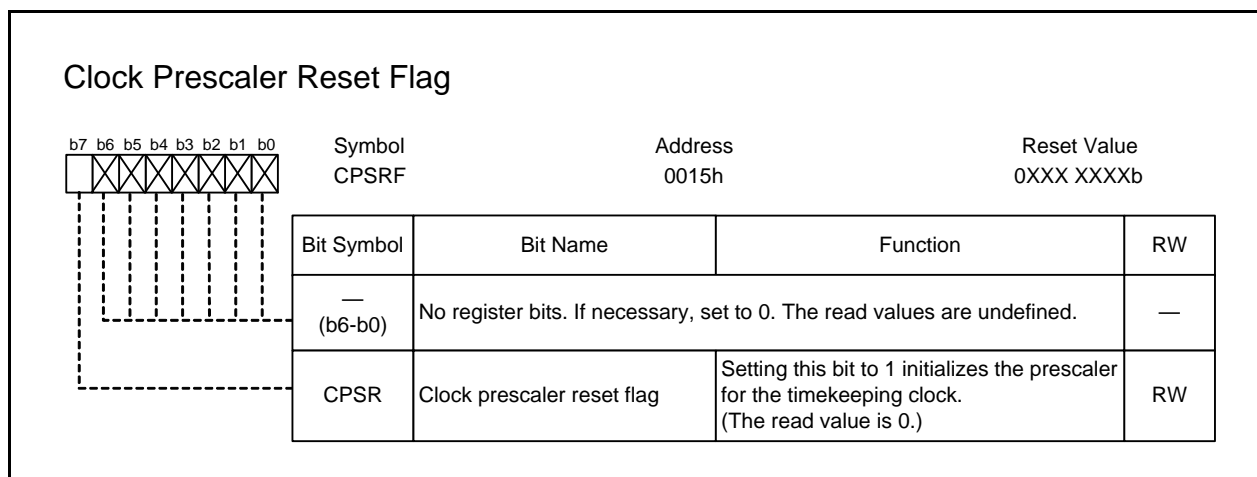 Clock Prescaler Reset Flag
b7 b6 b5 b4 b3 b2 b1 b0
Symbol Address Reset Value
CPSRF 0015h 0XXX XXXXb
Bit Symbol Bit Name Function RW
—
(b6-b0)
No register bits. If necessary, set to 0. The read values are undefined.
—
CPSR
Clock prescaler reset flag
Setting this bit to 1 initializes the prescaler
for the timekeeping clock.
(The read value is 0.)
RW